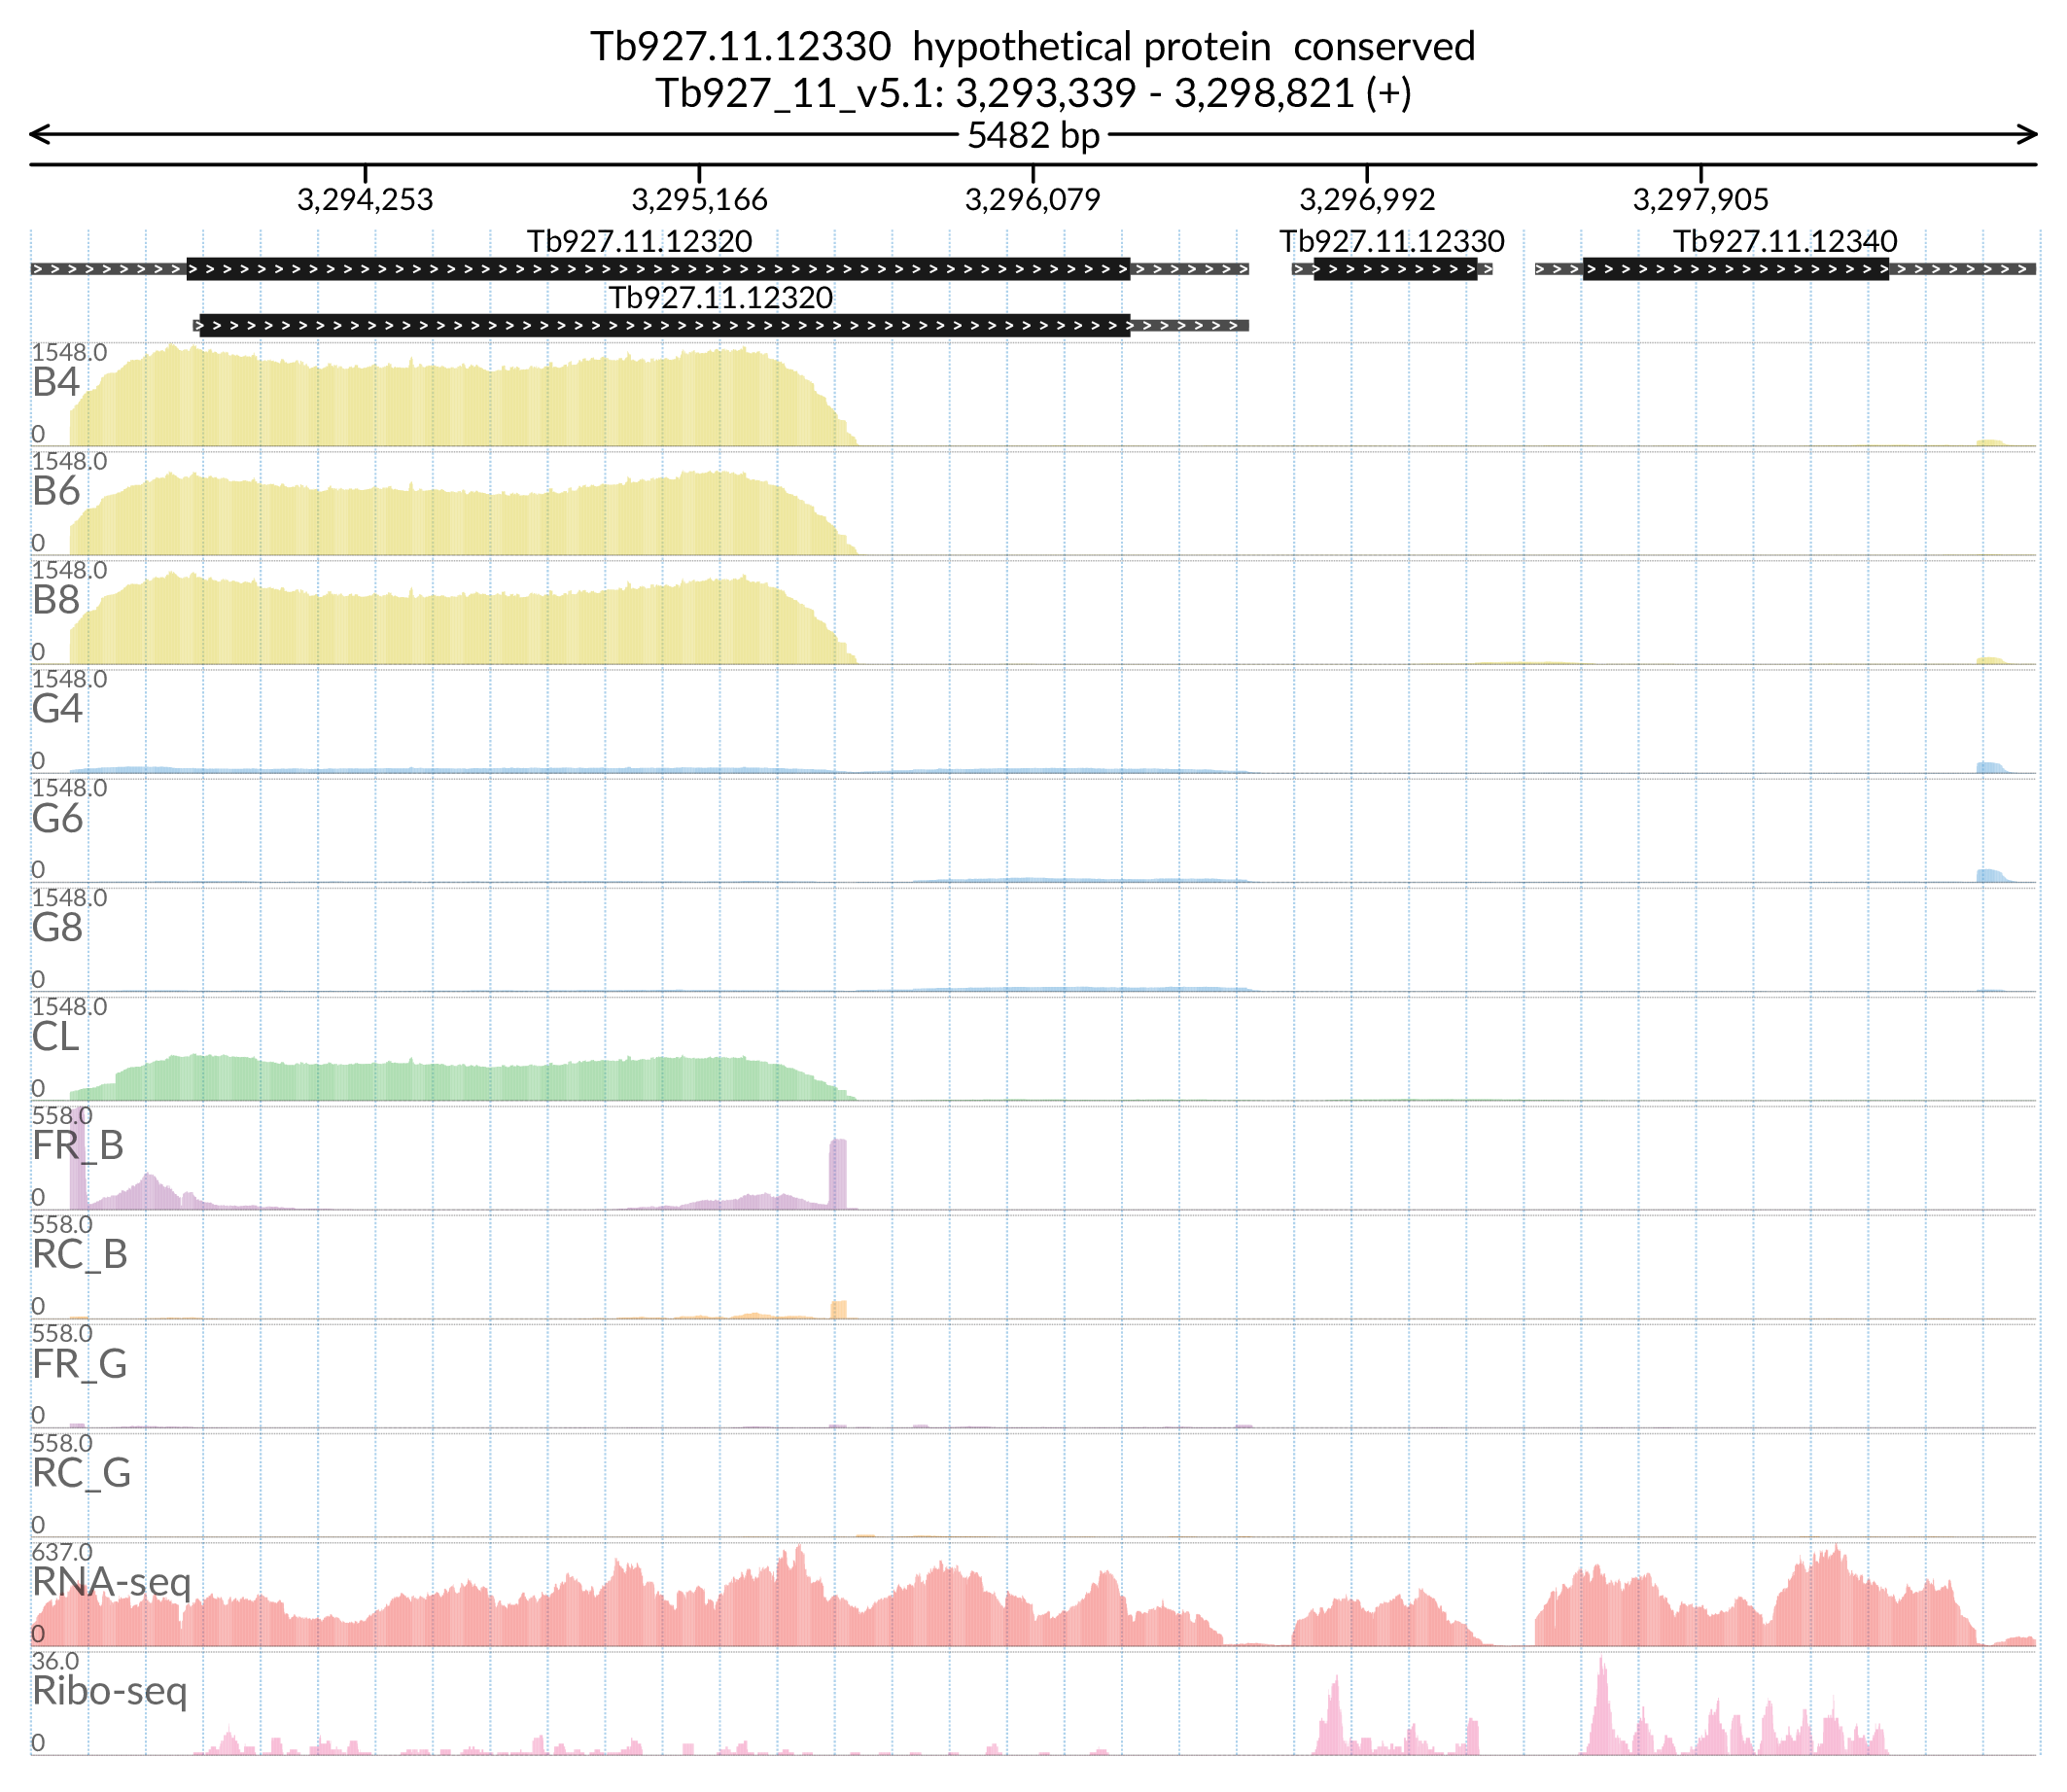 Tb927.11.12330 hypothetical protein conserved
Tb927_11_v5.1: 3,293,339 - 3,298,821 (+)
5482 bp
3,294,253 3,295,166 3,296,079 3,296,992 3,297,905
Tb927.11.12320 Tb927.11.12330 Tb927.11.12340
Tb927.11.12320
1548.0
B4
0
1548.0
B6
0
1548.0
B8
0
1548.0
G4
0
1548.0
G6
0
1548.0
G8
0
1548.0
CL
0
558.0
FR_B
0
558.0
RC_B
0
558.0
FR_G
0
558.0
RC_G
0
637.0
RNA-seq
0
36.0
Ribo-seq
0